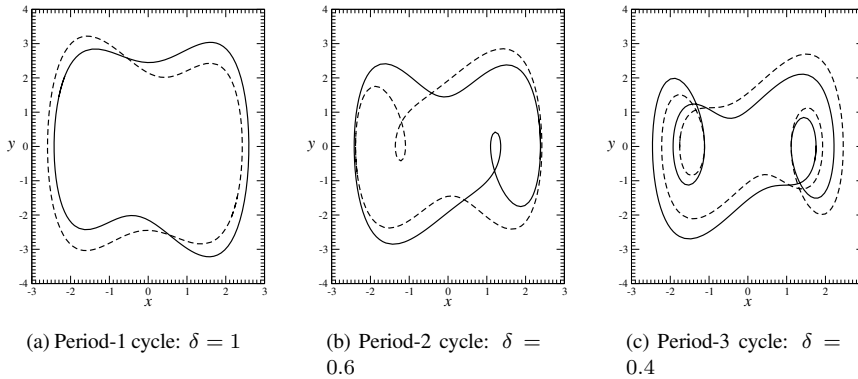 4
3
2
1
y 0
-1
-2
-3
-4
-3 -2 -1 0 1 2 3
x
4
3
2
1
y 0
-1
-2
-3
-4
-3 -2 -1 0 1 2 3
x
4
3
2
1
y 0
-1
-2
-3
-4
-3 -2 -1 0 1 2
x
(a) Period-1 cycle: δ = 1
(b) Period-2 cycle: δ =
0.6
(c) Period-3 cycle: δ =
0.4